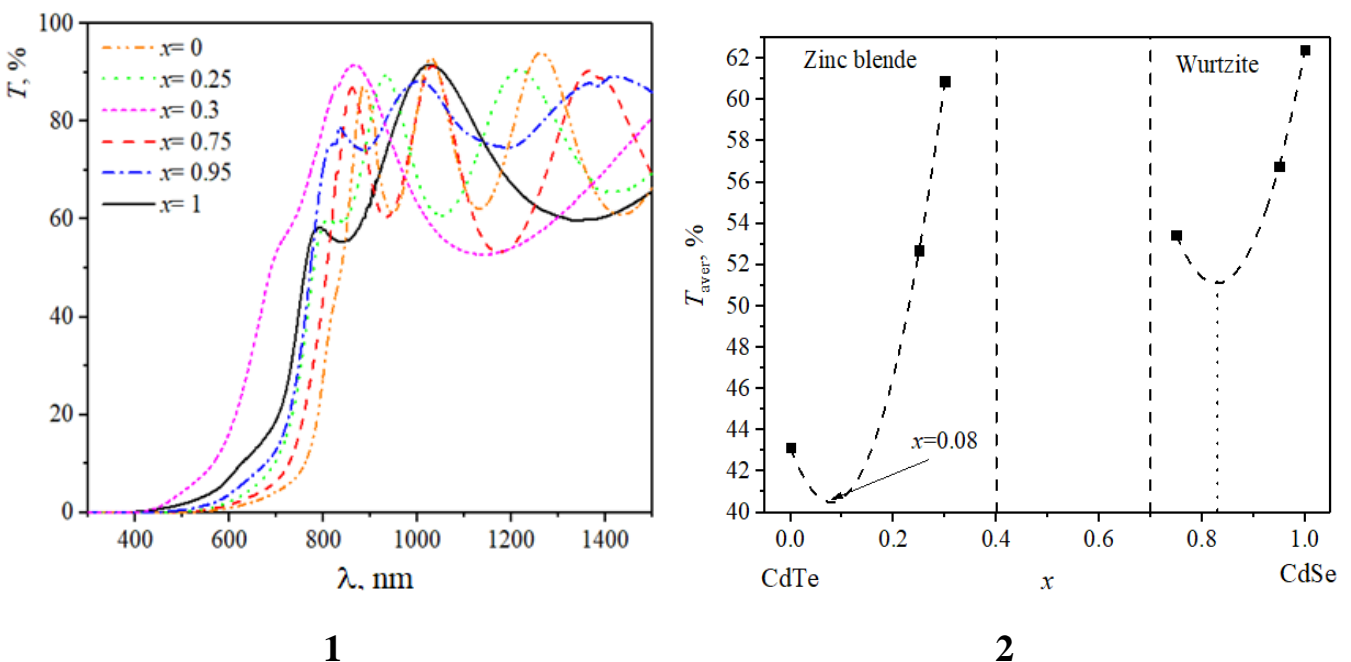 100
80
60
40
20
0
T, %
x= 0
x= 0.25
x= 0.3
x= 0.75
x= 0.95
x= 1
400 600 800 1000 1200 1400
λ, nm
1
62
60
58
56
54
52
50
48
46
44
42
40
Taver, %
Zinc blende
Wurtzite
x=0.08
0.0 0.2 0.4 0.6 0.8 1.0
CdTe x CdSe
2